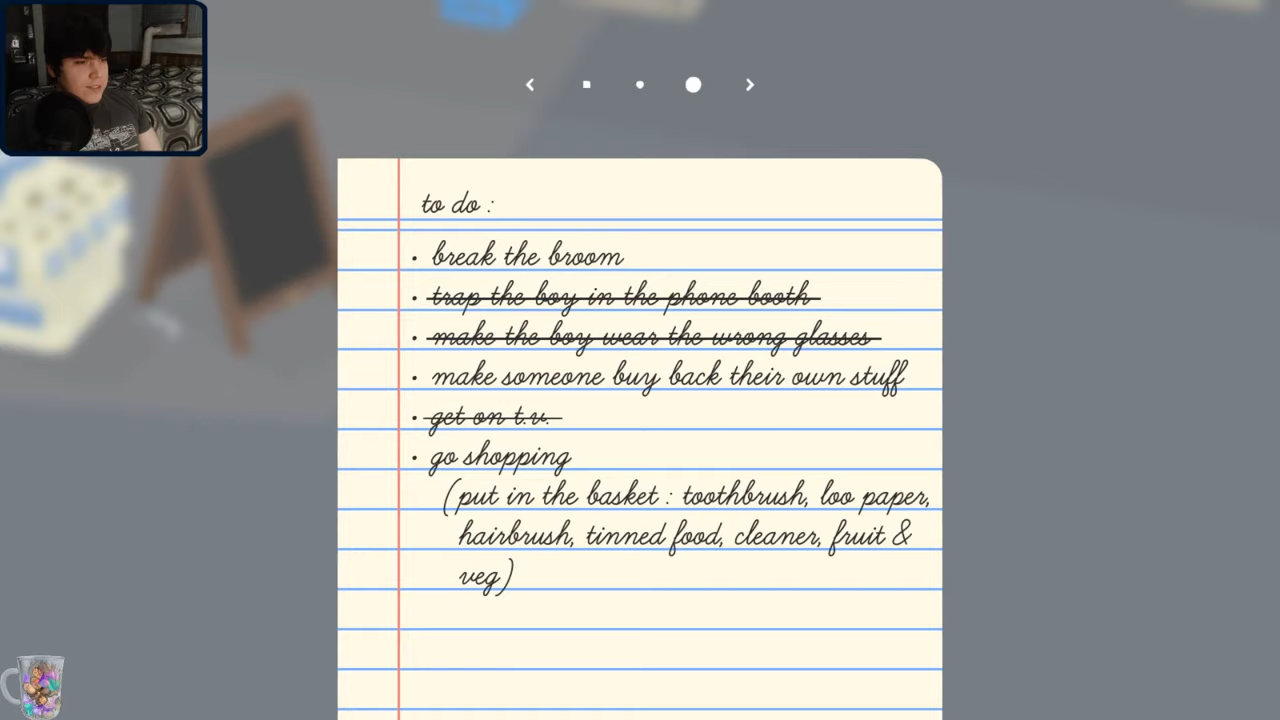 to do :
• break the broom
• trap the boy in the phone booth
• make the boy wear the wrong glasses
• make someone buy back their own stuff
• get on t.v.
• go shopping
(put in the basket : toothbrush, loo paper,
hairbrush, tinned food, cleaner, fruit &
veg)